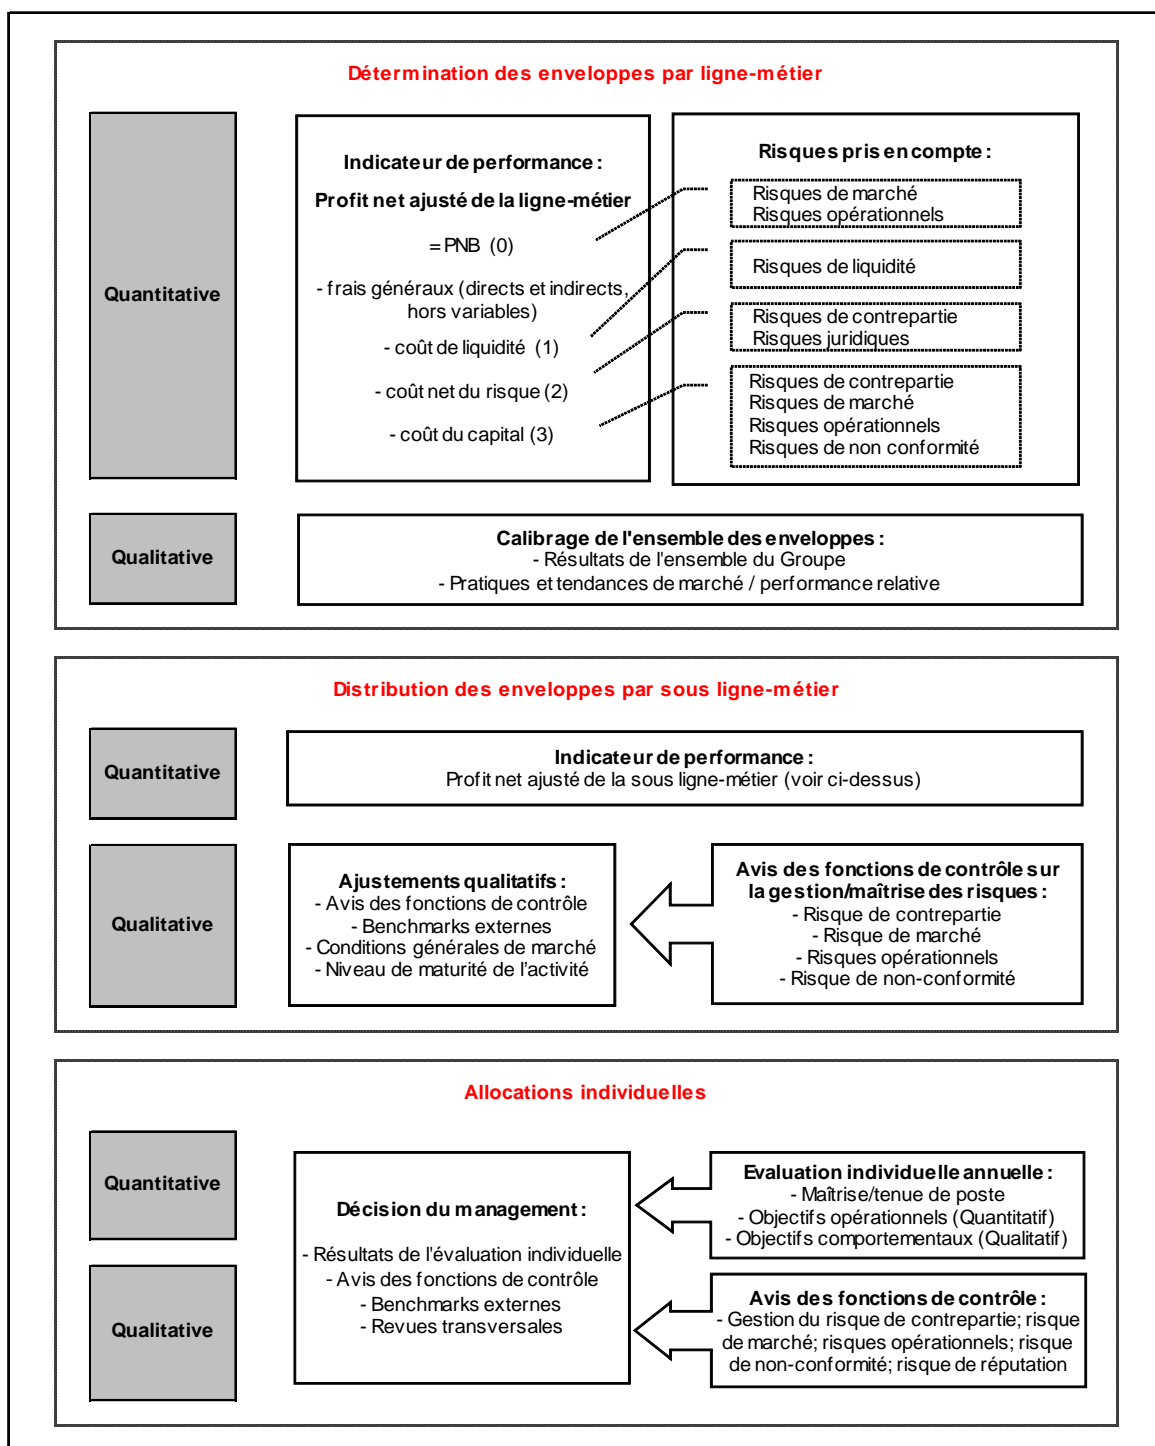 Détermination des enveloppes par ligne-métier
Quantitative
Indicateur de performance :
Profit net ajusté de la ligne-métier
= PNB (0)
- frais généraux (directs et indirects,
hors variables)
- coût de liquidité (1)
- coût net du risque (2)
- coût du capital (3)
Risques pris en compte :
Risques de marché
Risques opérationnels
Risques de liquidité
Risques de contrepartie
Risques juridiques
Risques de contrepartie
Risques de marché
Risques opérationnels
Risques de non conformité
Qualitative
Calibrage de l'ensemble des enveloppes :
- Résultats de l'ensemble du Groupe
- Pratiques et tendances de marché / performance relative
Distribution des enveloppes par sous ligne-métier
Quantitative
Indicateur de performance :
Profit net ajusté de la sous ligne-métier (voir ci-dessus)
Qualitative
Ajustements qualitatifs :
- Avis des fonctions de contrôle
- Benchmarks externes
- Conditions générales de marché
- Niveau de maturité de l’activité
Avis des fonctions de contrôle sur
la gestion/maîtrise des risques :
- Risque de contrepartie
- Risque de marché
- Risques opérationnels
- Risque de non-conformité
Allocations individuelles
Quantitative
Qualitative
Décision du management :
- Résultats de l'évaluation individuelle
- Avis des fonctions de contrôle
- Benchmarks externes
- Revues transversales
Evaluation individuelle annuelle :
- Maîtrise/tenue de poste
- Objectifs opérationnels (Quantitatif)
- Objectifs comportementaux (Qualitatif)
Avis des fonctions de contrôle :
- Gestion du risque de contrepartie; risque
de marché; risques opérationnels; risque
de non-conformité; risque de réputation